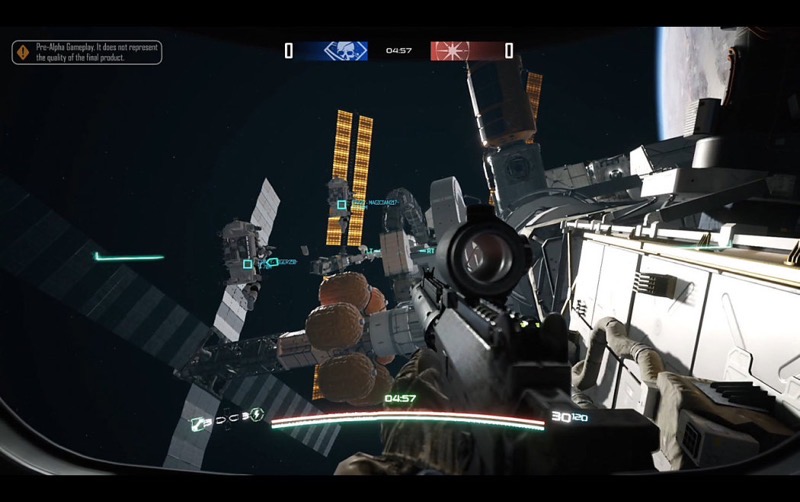 Pre-Alpha Gameplay. It does not represent
the quality of the final product.
0 04:57 0
04:57
30 120